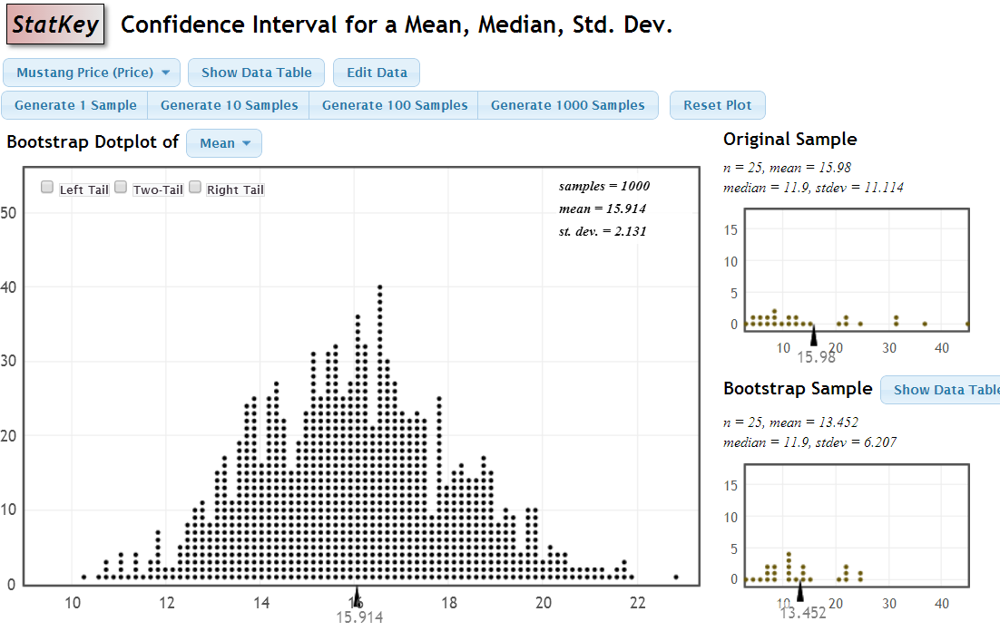 StatKey Confidence Interval for a Mean, Median, Std. Dev.
Mustang Price (Price) Show Data Table Edit Data
Generate 1 Sample Generate 10 Samples Generate 100 Samples Generate 1000 Samples Reset Plot
Bootstrap Dotplot of Mean
Left Tail Two-Tail Right Tail
samples = 1000
mean = 15.914
st. dev. = 2.131
50
40
30
20
10
0
10 12 14 16 18 20 22
15.914
Original Sample
n = 25, mean = 15.98
median = 11.9, stdev = 11.114
15
10
5
0
10 20 30 40
15.98
Bootstrap Sample Show Data Table
n = 25, mean = 13.452
median = 11.9, stdev = 6.207
15
10
5
0
10 20 30 40
13.452